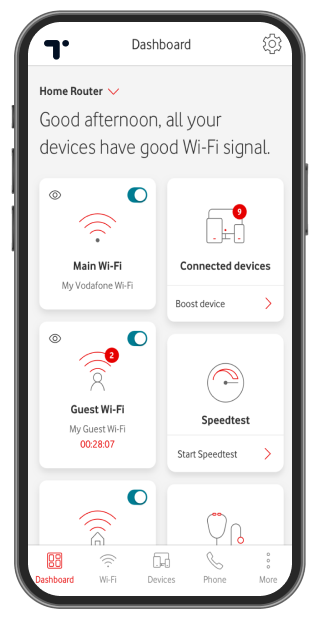 Dashboard
Home Router
Good afternoon, all your
devices have good Wi-Fi signal.
Main Wi-Fi
My Vodafone Wi-Fi
9
Connected devices
Boost device
2
Guest Wi-Fi
My Guest Wi-Fi
00:28:07
Speedtest
Start Speedtest
Dashboard
Wi-Fi
Devices
Phone
More